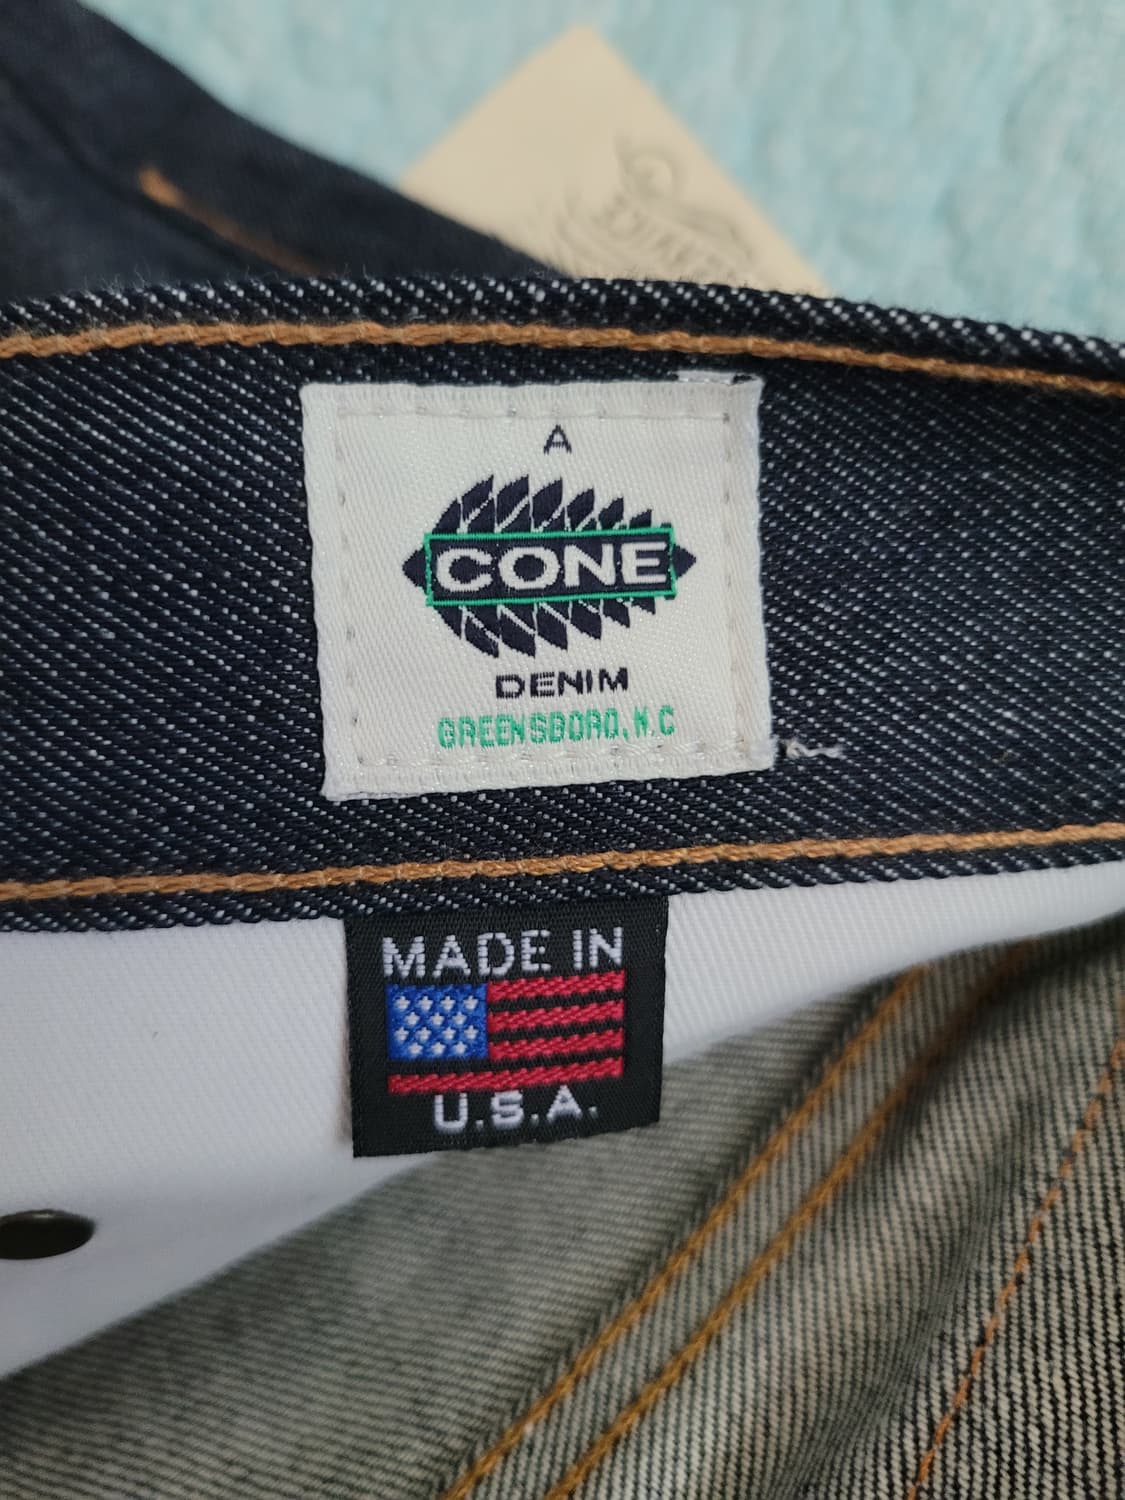 A
CONE
DENIM
GREENSBORO, N.C
MADE IN
U.S.A.